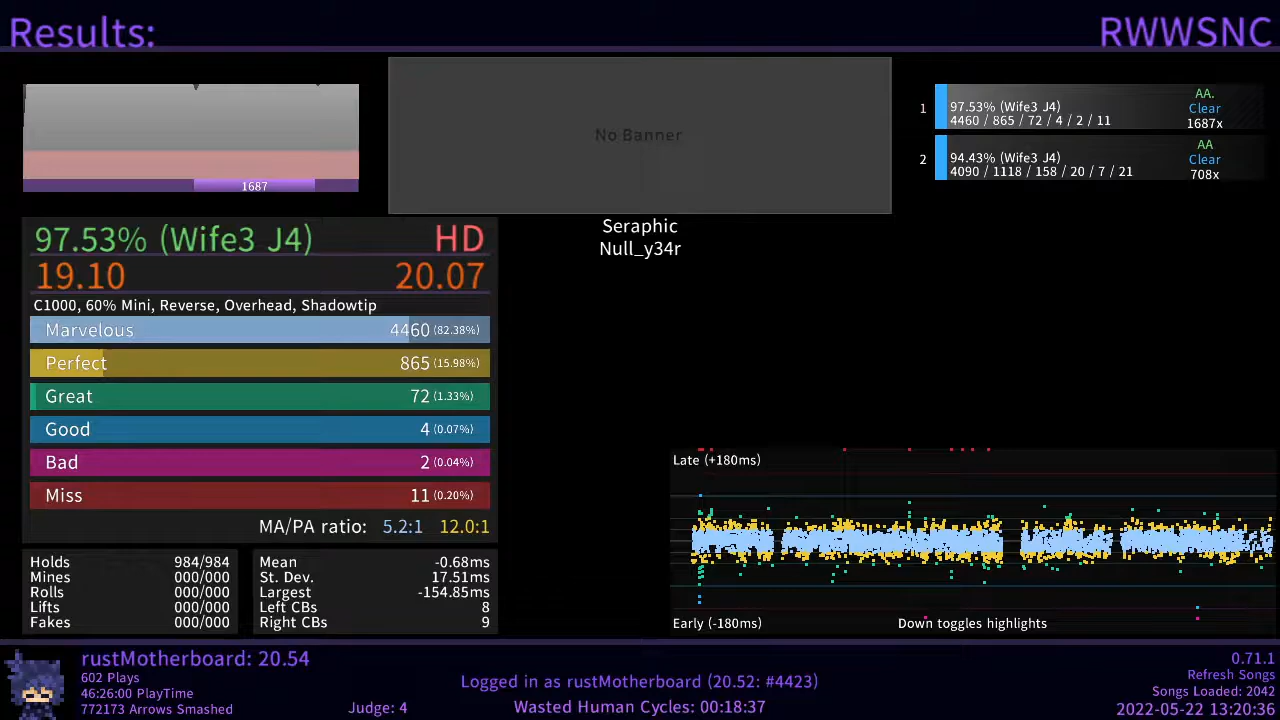 Results:
RWWSNC
1687
No Banner
1 97.53% (Wife3 J4) AA.
Clear
4460 / 865 / 72 / 4 / 2 / 11 1687x
2 94.43% (Wife3 J4) AA
Clear
4090 / 1118 / 158 / 20 / 7 / 21 708x
Seraphic
Null_y34r
97.53% (Wife3 J4) HD
19.10 20.07
C1000, 60% Mini, Reverse, Overhead, Shadowtip
Marvelous 4460 (82.38%)
Perfect 865 (15.98%)
Great 72 (1.33%)
Good 4 (0.07%)
Bad 2 (0.04%)
Miss 11 (0.20%)
MA/PA ratio: 5.2:1 12.0:1
Holds 984/984
Mines 000/000
Rolls 000/000
Lifts 000/000
Fakes 000/000
Mean -0.68ms
St. Dev. 17.51ms
Largest -154.85ms
Left CBs 8
Right CBs 9
Late (+180ms)
Early (-180ms)
Down toggles highlights
rustMotherboard: 20.54
602 Plays
46:26:00 PlayTime
772173 Arrows Smashed
Judge: 4
Logged in as rustMotherboard (20.52: #4423)
Wasted Human Cycles: 00:18:37
0.71.1
Refresh Songs
Songs Loaded: 2042
2022-05-22 13:20:36